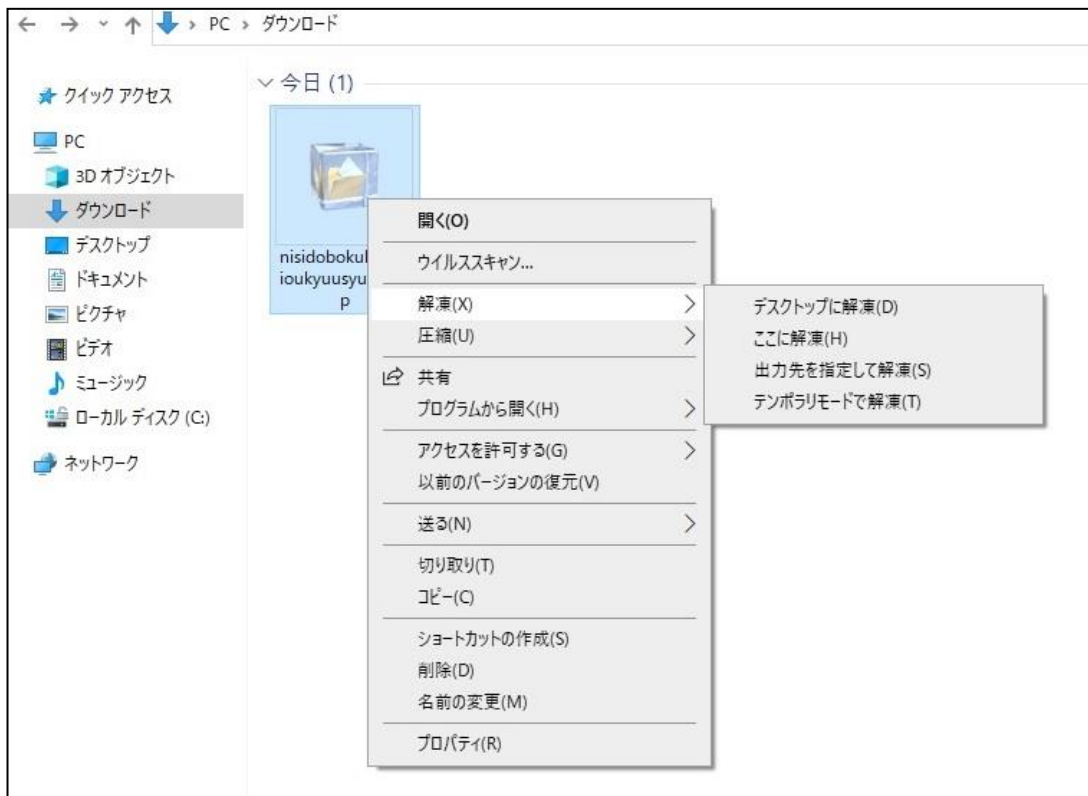 PC › ダウンロード
クイック アクセス
PC
3D オブジェクト
ダウンロード
デスクトップ
ドキュメント
ピクチャ
ビデオ
ミュージック
ローカル ディスク (C:)
ネットワーク
今日 (1)
nisidobokul
ioukyuusyu
p
開く(O)
ウイルススキャン...
解凍(X)
圧縮(U)
共有
プログラムから開く(H)
アクセスを許可する(G)
以前のバージョンの復元(V)
送る(N)
切り取り(T)
コピー(C)
ショートカットの作成(S)
削除(D)
名前の変更(M)
プロパティ(R)
デスクトップに解凍(D)
ここに解凍(H)
出力先を指定して解凍(S)
テンポラリモードで解凍(T)